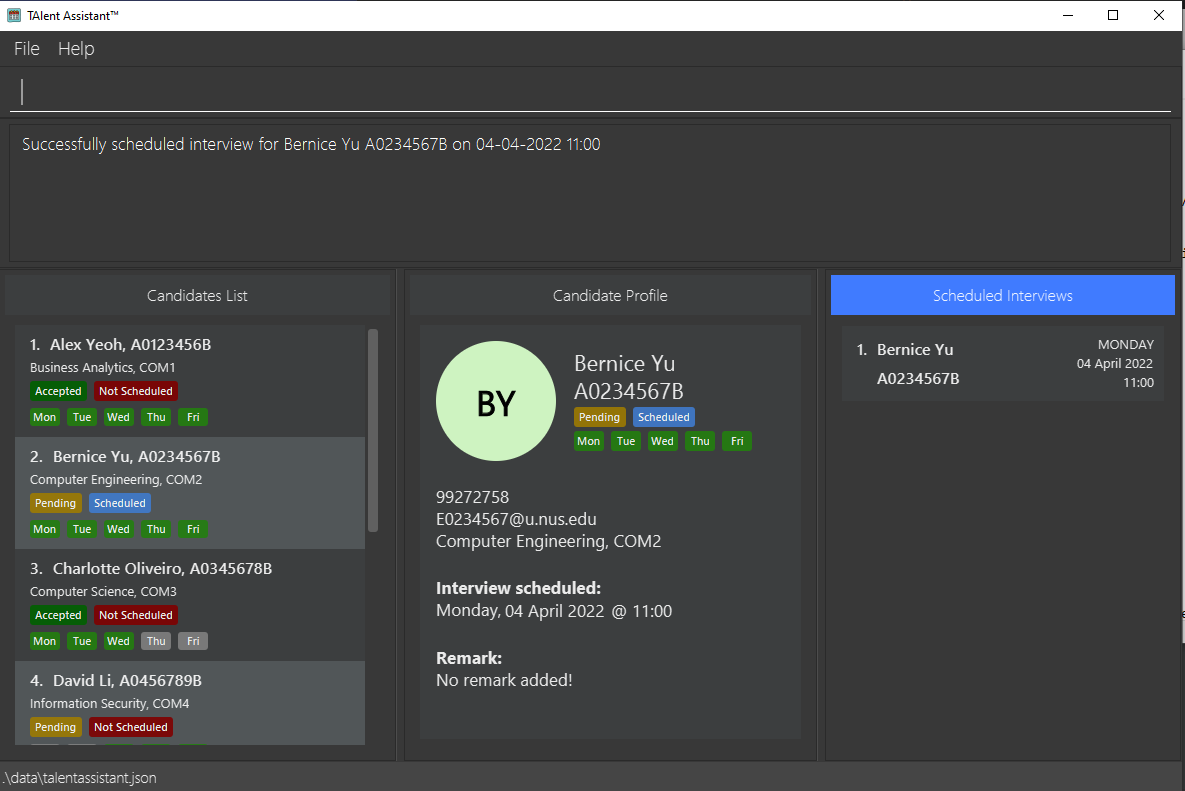 TAlent Assistant™
File Help
Successfully scheduled interview for Bernice Yu A0234567B on 04-04-2022 11:00
Candidates List
1. Alex Yeoh, A0123456B
Business Analytics, COM1
Accepted Not Scheduled
Mon Tue Wed Thu Fri
2. Bernice Yu, A0234567B
Computer Engineering, COM2
Pending Scheduled
Mon Tue Wed Thu Fri
3. Charlotte Oliveiro, A0345678B
Computer Science, COM3
Accepted Not Scheduled
Mon Tue Wed Thu Fri
4. David Li, A0456789B
Information Security, COM4
Pending Not Scheduled
Candidate Profile
BY
Bernice Yu
A0234567B
Pending Scheduled
Mon Tue Wed Thu Fri
99272758
E0234567@u.nus.edu
Computer Engineering, COM2
Interview scheduled:
Monday, 04 April 2022 @ 11:00
Remark:
No remark added!
Scheduled Interviews
1. Bernice Yu
A0234567B
MONDAY
04 April 2022
11:00
.\data\talentassistant.json